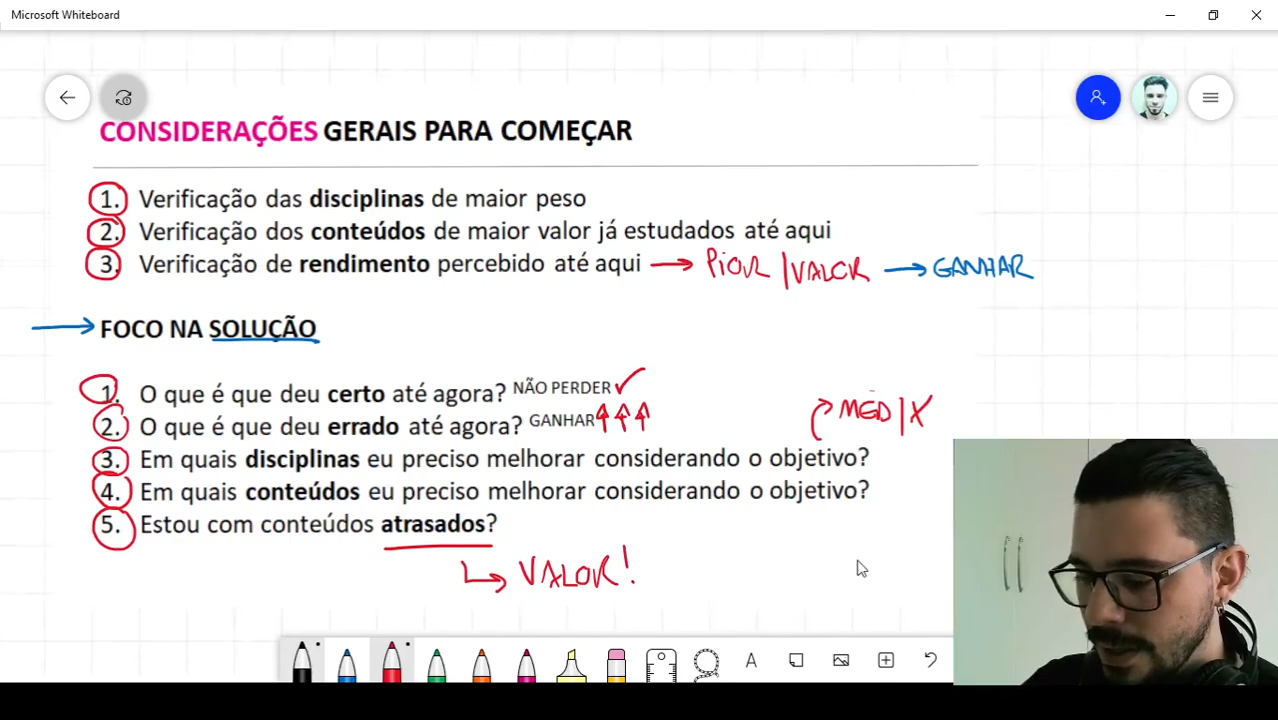 Microsoft Whiteboard
CONSIDERAÇÕES GERAIS PARA COMEÇAR
1. Verificação das disciplinas de maior peso
2. Verificação dos conteúdos de maior valor já estudados até aqui
3. Verificação de rendimento percebido até aqui → PIOR / VALOR → GANHAR
→ FOCO NA SOLUÇÃO
1. O que é que deu certo até agora? NÃO PERDER ✓
2. O que é que deu errado até agora? GANHAR ↑↑↑ MED | X
3. Em quais disciplinas eu preciso melhorar considerando o objetivo?
4. Em quais conteúdos eu preciso melhorar considerando o objetivo?
5. Estou com conteúdos atrasados?
↳ VALOR!